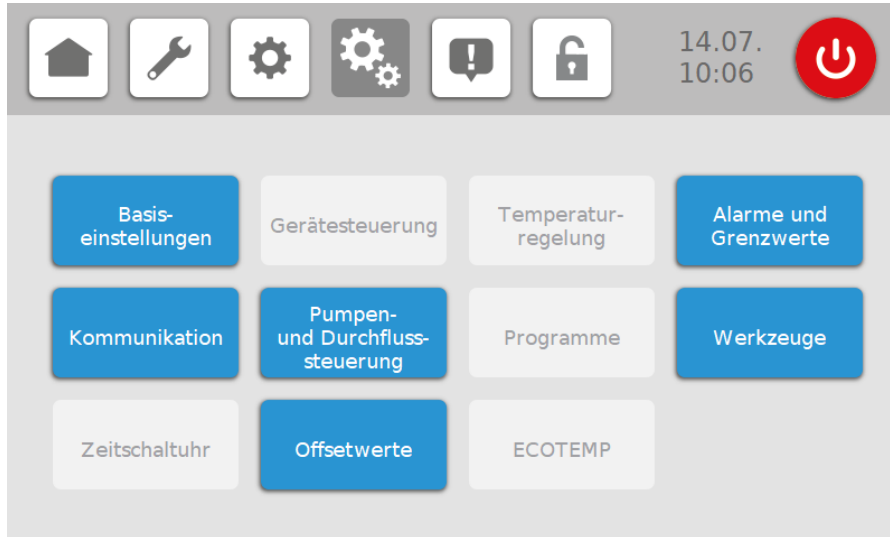 14.07.
10:06
Basis-
einstellungen
Gerätesteuerung
Temperatur-
regelung
Alarme und
Grenzwerte
Kommunikation
Pumpen-
und Durchfluss-
steuerung
Programme
Werkzeuge
Zeitschaltuhr
Offsetwerte
ECOTEMP